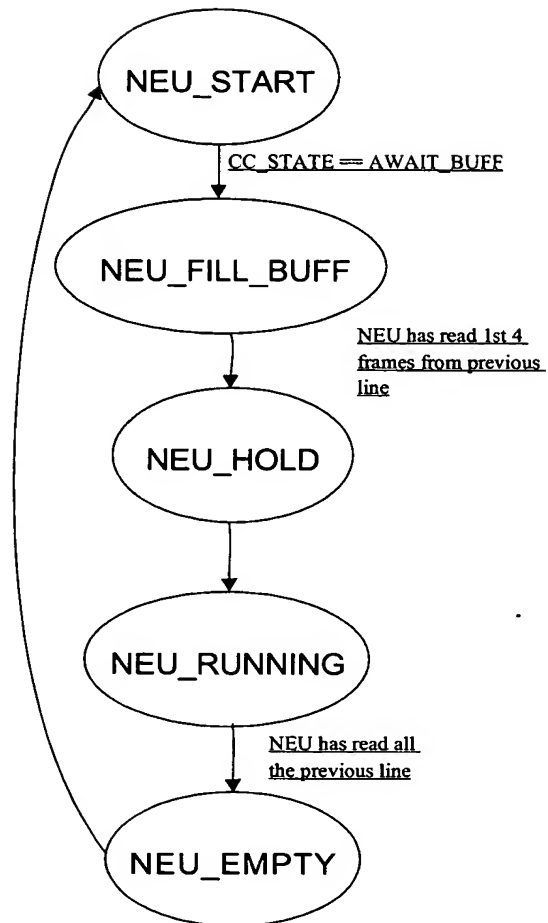 NEU_START
CC_STATE == AWAIT_BUFF
NEU_FILL_BUFF
NEU has read 1st 4
frames from previous
line
NEU_HOLD
NEU_RUNNING
NEU has read all
the previous line
NEU_EMPTY